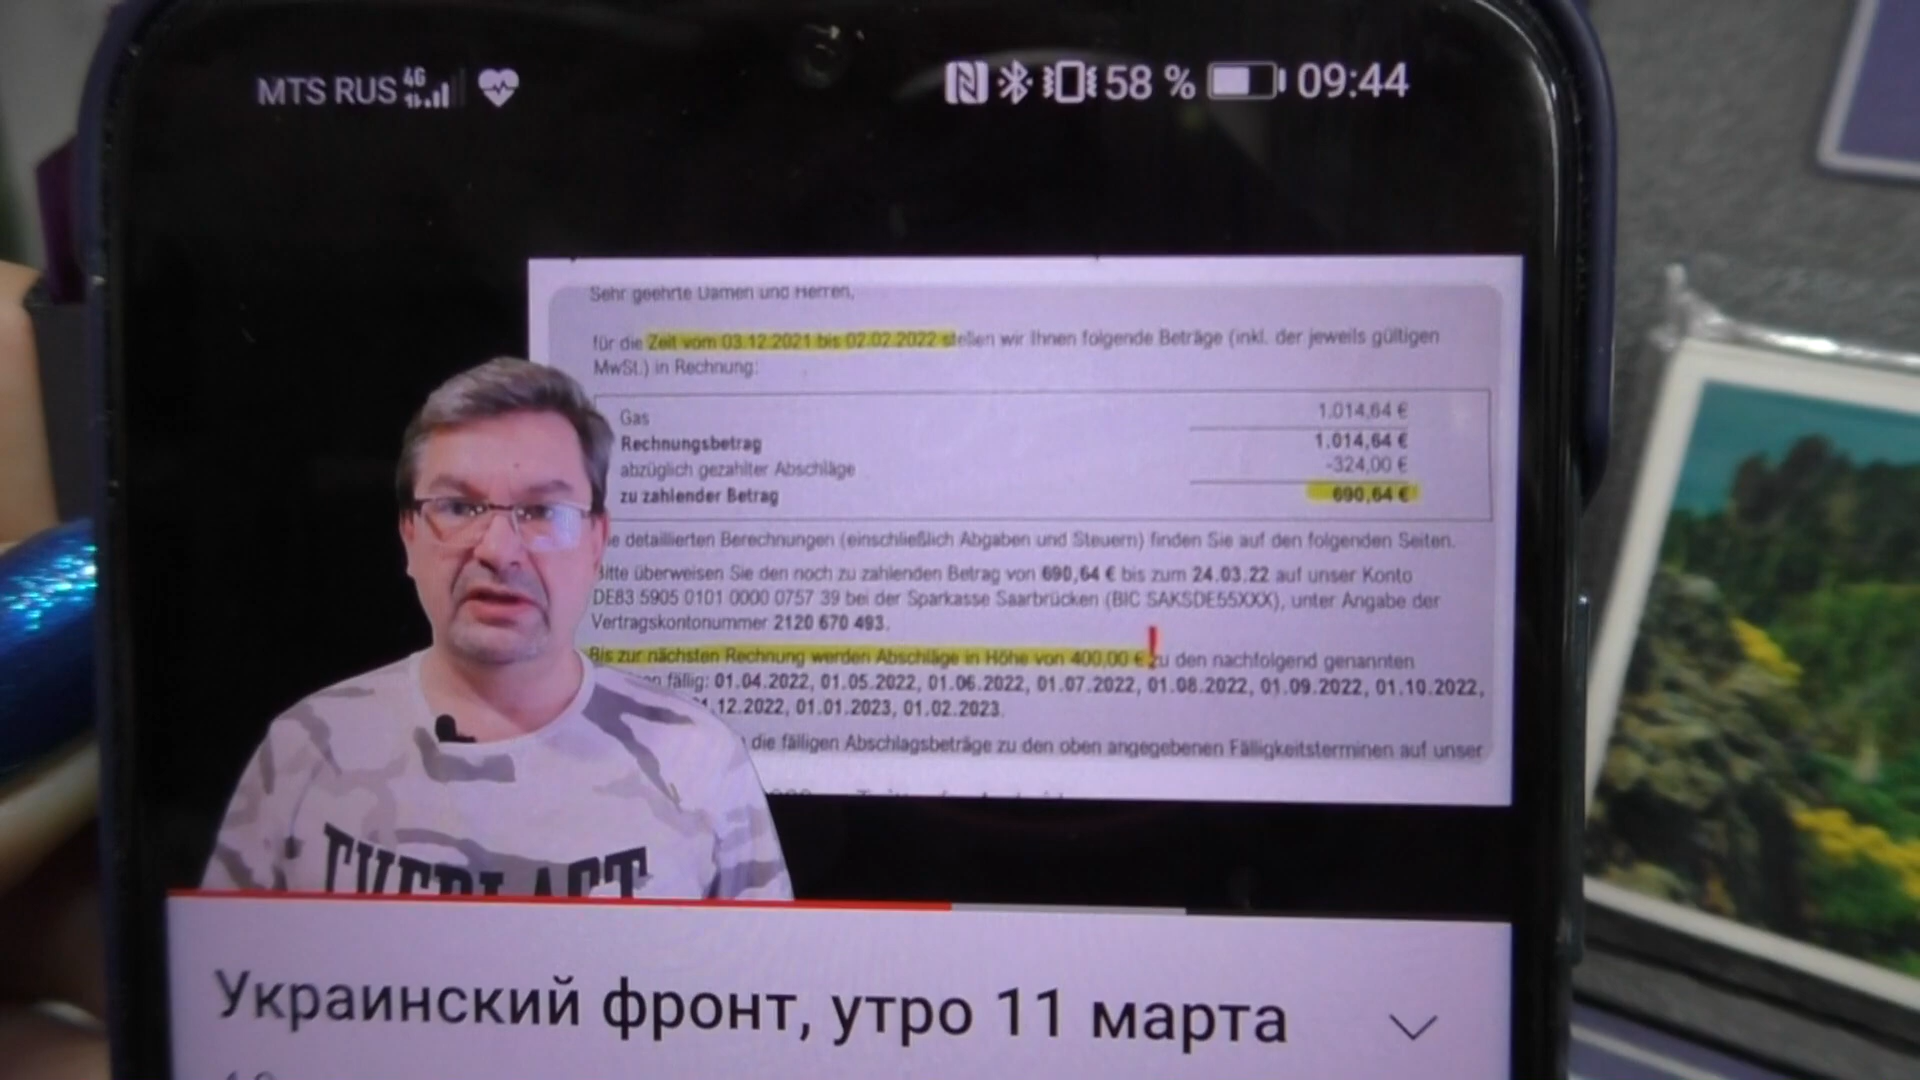 MTS RUS 4G 58 % 09:44
Sehr geehrte Damen und Herren,
für die Zeit vom 03.12.2021 bis 02.02.2022 stellen wir Ihnen folgende Beträge (inkl. der jeweils gültigen
MwSt.) in Rechnung:
Gas 1.014,64 €
Rechnungsbetrag 1.014,64 €
abzüglich gezahlter Abschläge -324,00 €
zu zahlender Betrag 690,64 €
detaillierten Berechnungen (einschließlich Abgaben und Steuern) finden Sie auf den folgenden Seiten.
Bitte überweisen Sie den noch zu zahlenden Betrag von 690,64 € bis zum 24.03.22 auf unser Konto
DE83 5905 0101 0000 0757 39 bei der Sparkasse Saarbrücken (BIC SAKSDE55XXX), unter Angabe der
Vertragskontonummer 2120 670 493.
Bis zur nächsten Rechnung werden Abschläge in Höhe von 400,00 € zu den nachfolgend genannten
fällig: 01.04.2022, 01.05.2022, 01.06.2022, 01.07.2022, 01.08.2022, 01.09.2022, 01.10.2022,
.12.2022, 01.01.2023, 01.02.2023.
die fälligen Abschlagsbeträge zu den oben angegebenen Fälligkeitsterminen auf unser
EVERLAST
Украинский фронт, утро 11 марта